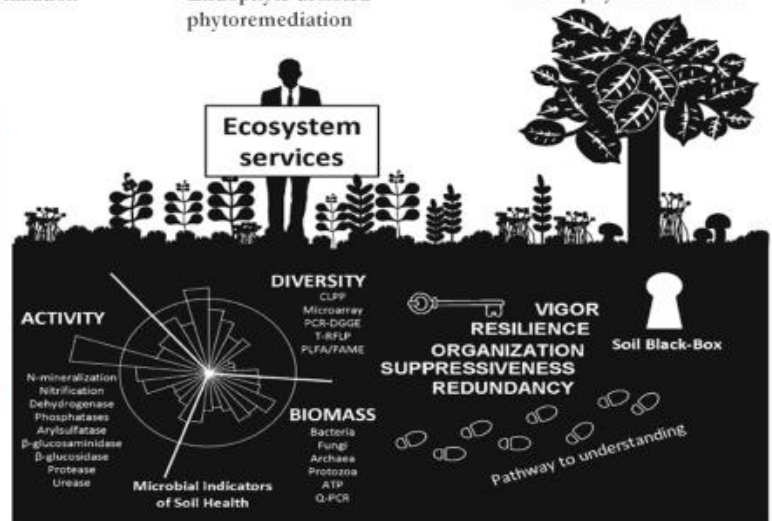 phytoremediation
Ecosystem
services
DIVERSITY
CLPP
Microarray
PCR-DGGE
T-RFLP
PLFA/FAME
ACTIVITY
N-mineralization
Nitrification
Dehydrogenase
Phosphatases
Arylsulfatase
β-glucosaminidase
β-glucosidase
Protease
Urease
BIOMASS
Bacteria
Fungi
Archaea
Protozoa
ATP
Q-PCR
Microbial Indicators
of Soil Health
VIGOR
RESILIENCE
ORGANIZATION
SUPPRESSIVENESS
REDUNDANCY
Soil Black-Box
Pathway to understanding